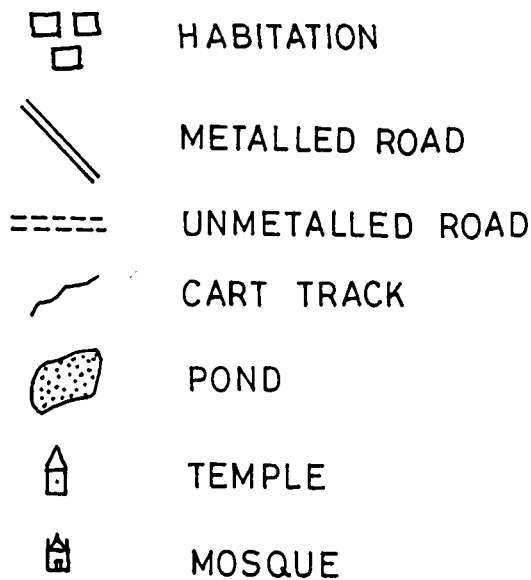 HABITATION
METALLED ROAD
UNMETALLED ROAD
CART TRACK
POND
TEMPLE
MOSQUE